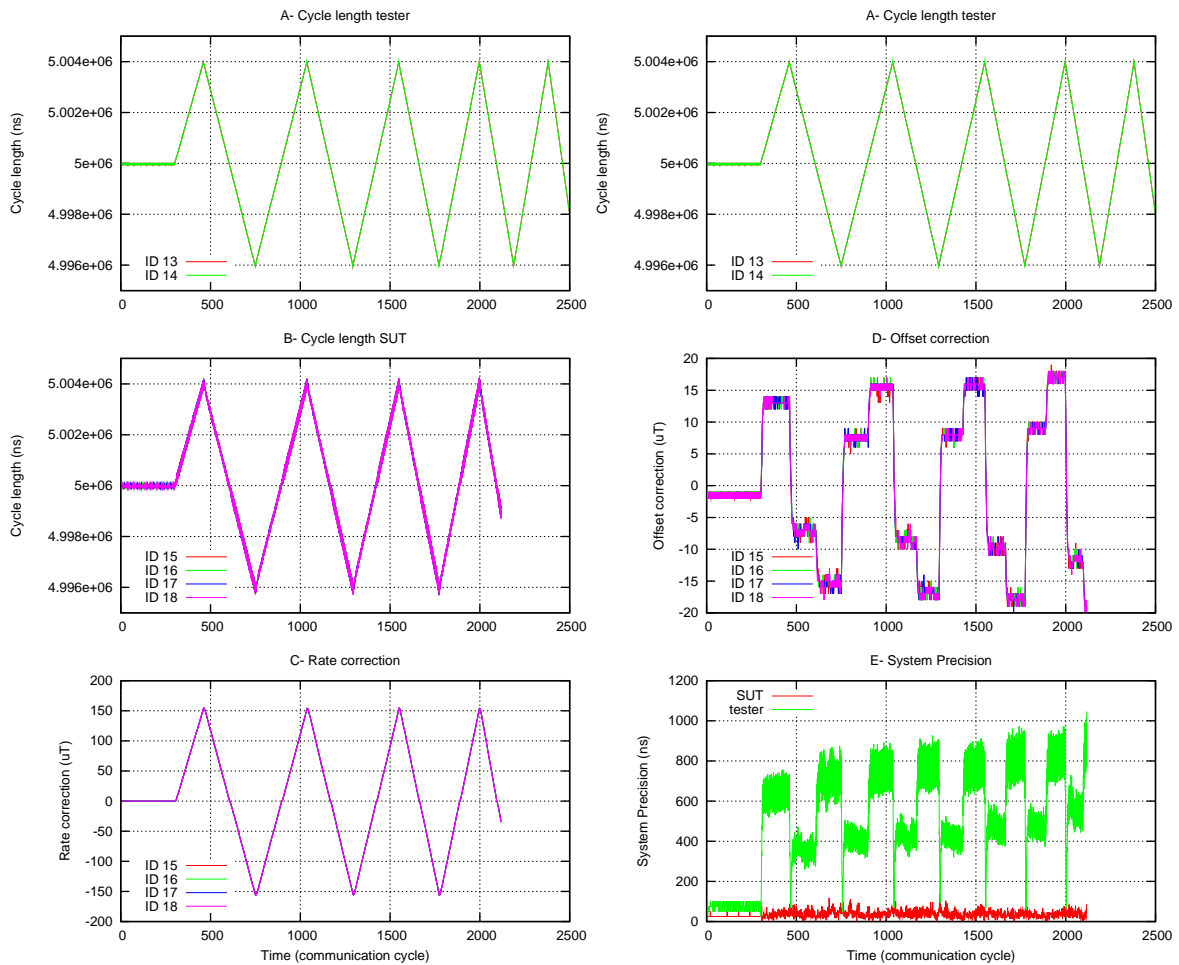 A- Cycle length tester
5.004e+06
5.002e+06
5e+06
4.998e+06
4.996e+06
Cycle length (ns)
ID 13
ID 14
0 500 1000 1500 2000 2500
A- Cycle length tester
5.004e+06
5.002e+06
5e+06
4.998e+06
4.996e+06
Cycle length (ns)
ID 13
ID 14
0 500 1000 1500 2000 2500
B- Cycle length SUT
5.004e+06
5.002e+06
5e+06
4.998e+06
4.996e+06
Cycle length (ns)
ID 15
ID 16
ID 17
ID 18
0 500 1000 1500 2000 2500
D- Offset correction
20
15
10
5
0
-5
-10
-15
-20
Offset correction (uT)
ID 15
ID 16
ID 17
ID 18
0 500 1000 1500 2000 2500
C- Rate correction
200
150
100
50
0
-50
-100
-150
-200
Rate correction (uT)
ID 15
ID 16
ID 17
ID 18
0 500 1000 1500 2000 2500
Time (communication cycle)
E- System Precision
1200
1000
800
600
400
200
0
System Precision (ns)
SUT
tester
0 500 1000 1500 2000 2500
Time (communication cycle)